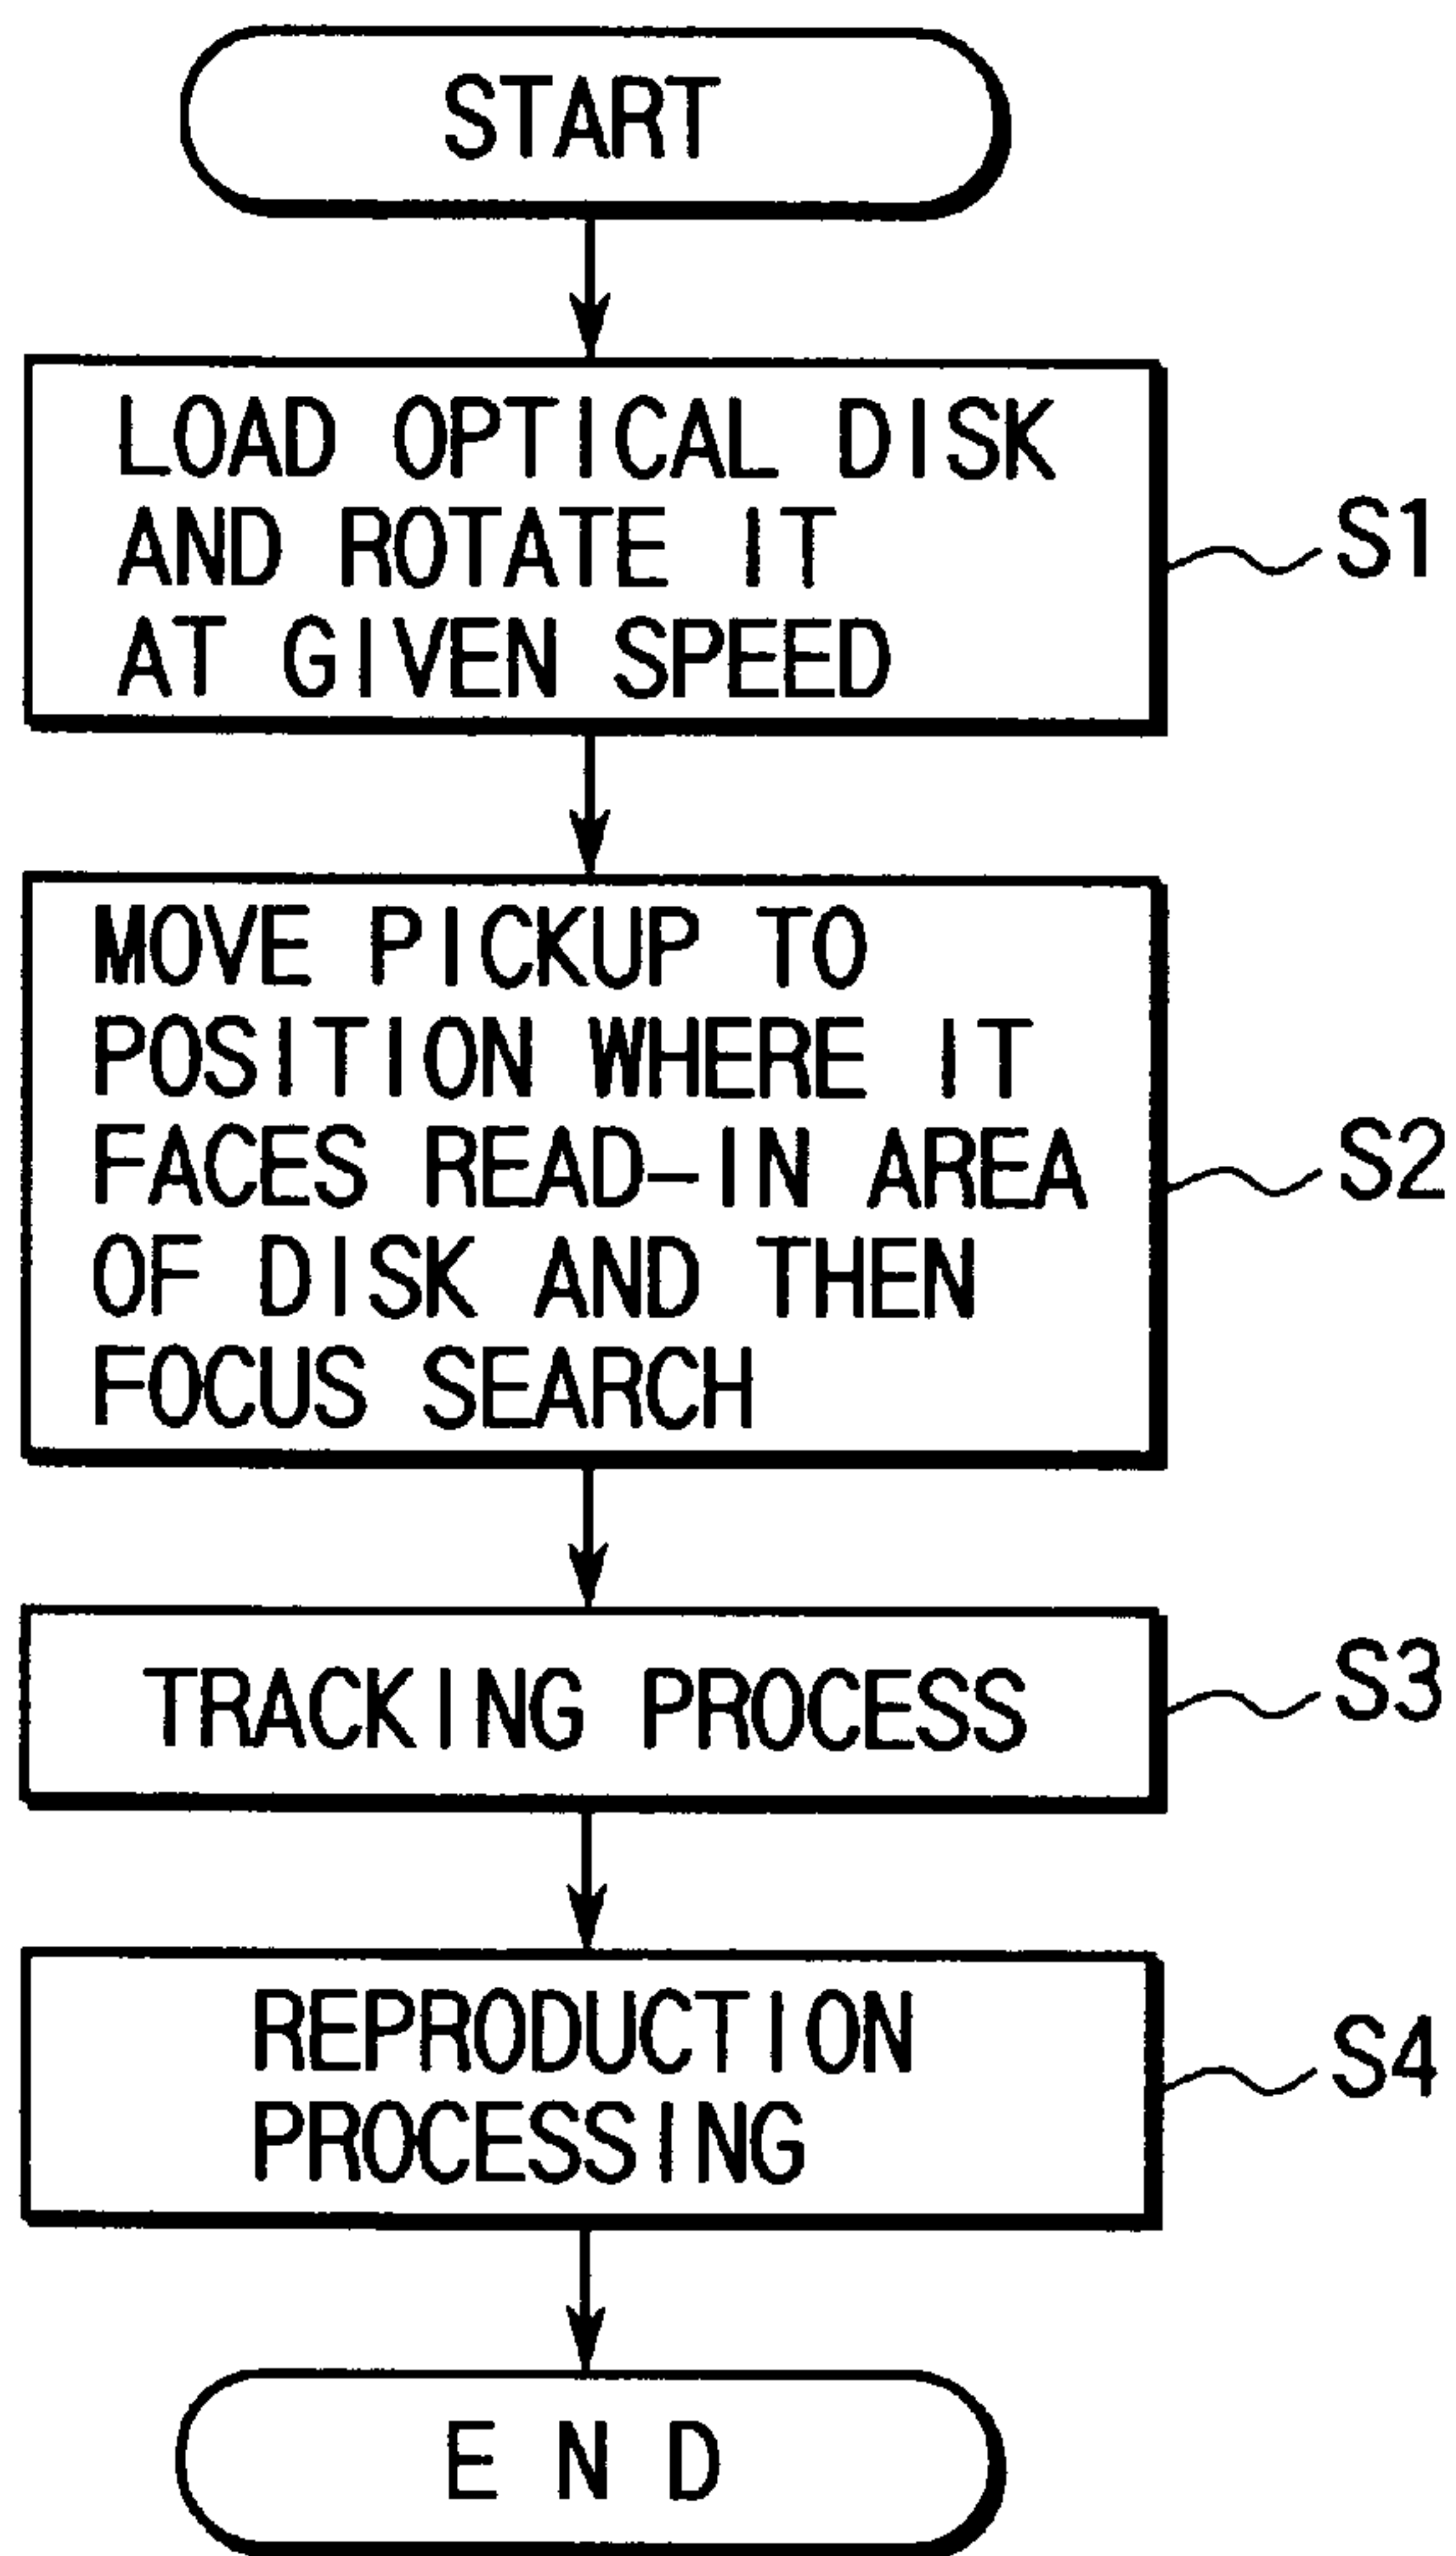 START
LOAD OPTICAL DISK
AND ROTATE IT
AT GIVEN SPEED
S1
MOVE PICKUP TO
POSITION WHERE IT
FACES READ-IN AREA
OF DISK AND THEN
FOCUS SEARCH
S2
TRACKING PROCESS
S3
REPRODUCTION
PROCESSING
S4
END